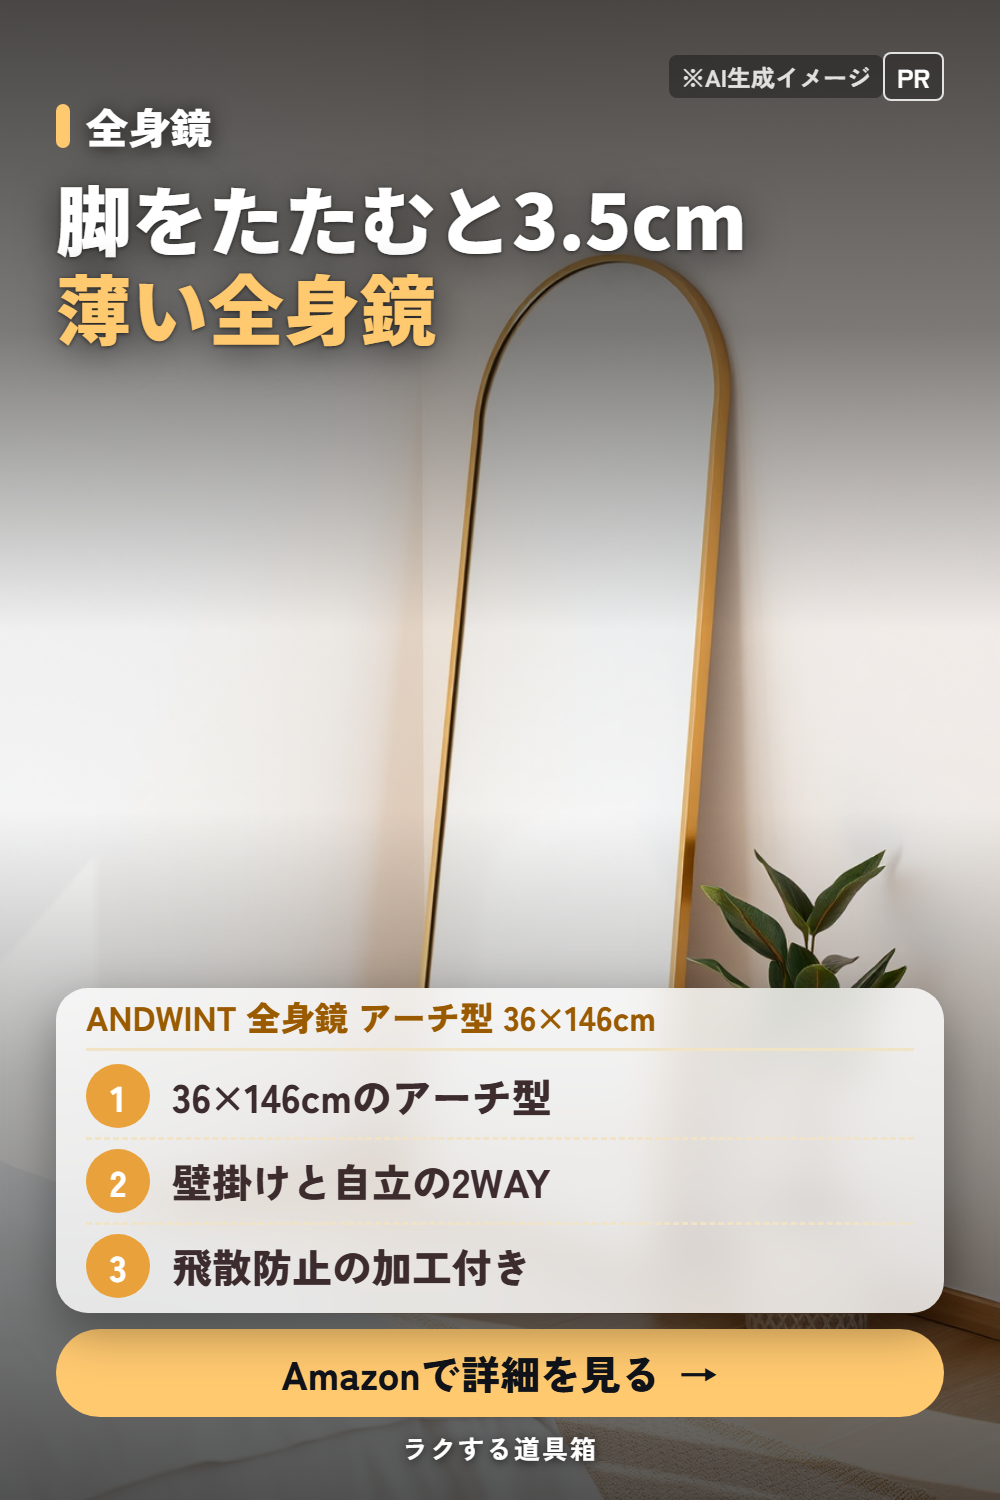 ※AI生成イメージ PR
全身鏡
脚をたたむと3.5cm
薄い全身鏡
ANDWINT 全身鏡 アーチ型 36×146cm
1 36×146cmのアーチ型
2 壁掛けと自立の2WAY
3 飛散防止の加工付き
Amazonで詳細を見る →
ラクする道具箱